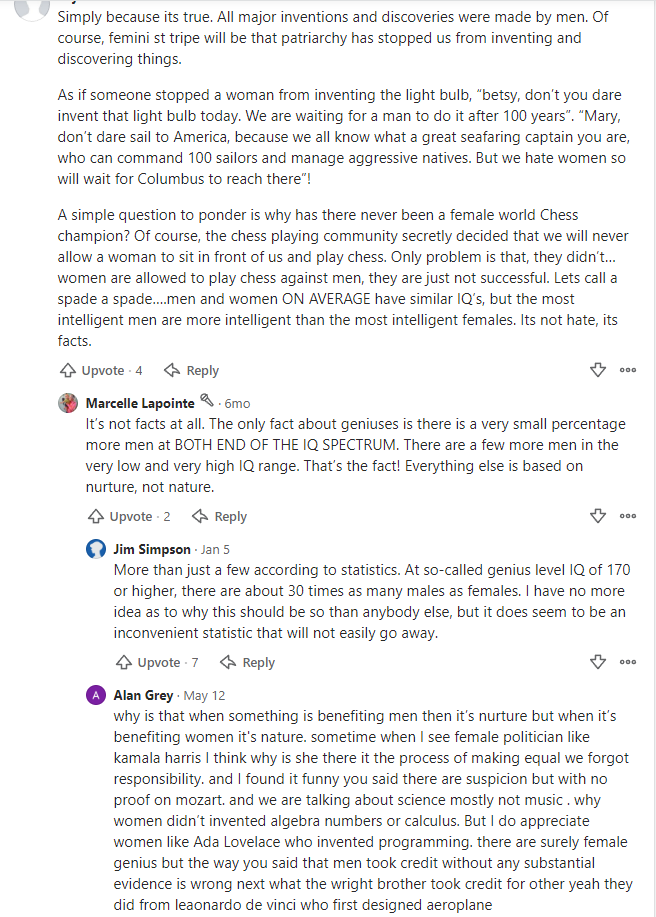 Simply because its true. All major inventions and discoveries were made by men. Of
course, femini st tripe will be that patriarchy has stopped us from inventing and
discovering things.
As if someone stopped a woman from inventing the light bulb, “betsy, don’t you dare
invent that light bulb today. We are waiting for a man to do it after 100 years”. “Mary,
don’t dare sail to America, because we all know what a great seafaring captain you are,
who can command 100 sailors and manage aggressive natives. But we hate women so
will wait for Columbus to reach there”!
A simple question to ponder is why has there never been a female world Chess
champion? Of course, the chess playing community secretly decided that we will never
allow a woman to sit in front of us and play chess. Only problem is that, they didn’t...
women are allowed to play chess against men, they are just not successful. Lets call a
spade a spade....men and women ON AVERAGE have similar IQ’s, but the most
intelligent men are more intelligent than the most intelligent females. Its not hate, its
facts.
Upvote · 4 Reply
Marcelle Lapointe · 6mo
It’s not facts at all. The only fact about geniuses is there is a very small percentage
more men at BOTH END OF THE IQ SPECTRUM. There are a few more men in the
very low and very high IQ range. That’s the fact! Everything else is based on
nurture, not nature.
Upvote · 2 Reply
Jim Simpson · Jan 5
More than just a few according to statistics. At so-called genius level IQ of 170
or higher, there are about 30 times as many males as females. I have no more
idea as to why this should be so than anybody else, but it does seem to be an
inconvenient statistic that will not easily go away.
Upvote · 7 Reply
A Alan Grey · May 12
why is that when something is benefiting men then it’s nurture but when it’s
benefiting women it's nature. sometime when I see female politician like
kamala harris I think why is she there it the process of making equal we forgot
responsibility. and I found it funny you said there are suspicion but with no
proof on mozart. and we are talking about science mostly not music . why
women didn’t invented algebra numbers or calculus. But I do appreciate
women like Ada Lovelace who invented programming. there are surely female
genius but the way you said that men took credit without any substantial
evidence is wrong next what the wright brother took credit for other yeah they
did from leaonardo de vinci who first designed aeroplane